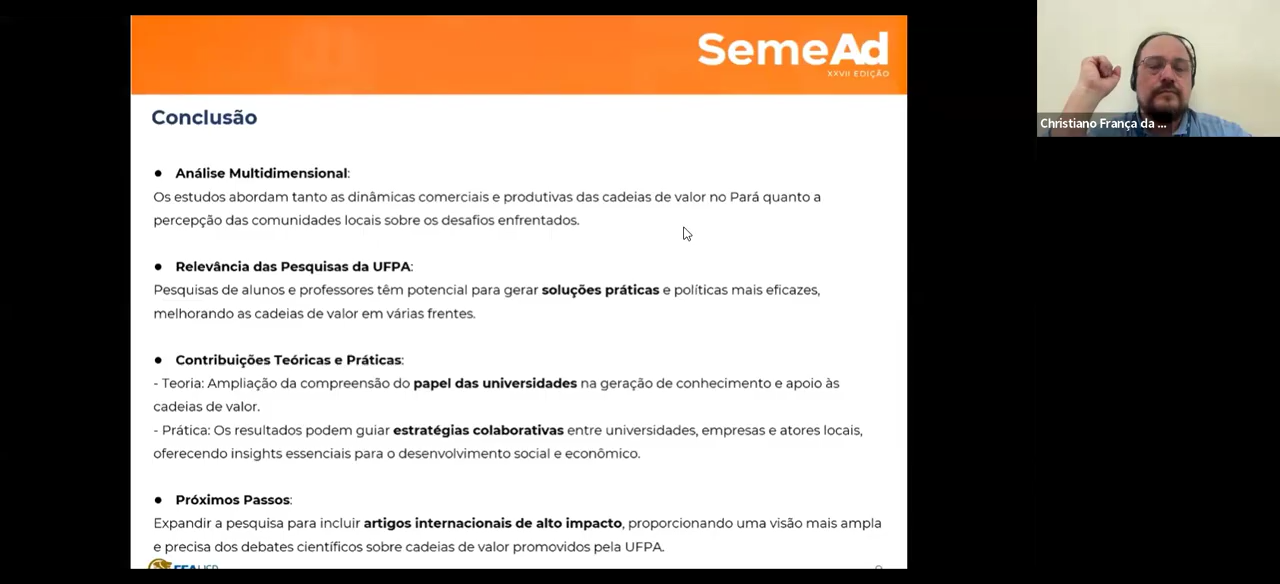 SemeAd
XXVII EDIÇÃO
Christiano França da ...
Conclusão
● Análise Multidimensional:
Os estudos abordam tanto as dinâmicas comerciais e produtivas das cadeias de valor no Pará quanto a
percepção das comunidades locais sobre os desafios enfrentados.
● Relevância das Pesquisas da UFPA:
Pesquisas de alunos e professores têm potencial para gerar soluções práticas e políticas mais eficazes,
melhorando as cadeias de valor em várias frentes.
● Contribuições Teóricas e Práticas:
- Teoria: Ampliação da compreensão do papel das universidades na geração de conhecimento e apoio às
cadeias de valor.
- Prática: Os resultados podem guiar estratégias colaborativas entre universidades, empresas e atores locais,
oferecendo insights essenciais para o desenvolvimento social e econômico.
● Próximos Passos:
Expandir a pesquisa para incluir artigos internacionais de alto impacto, proporcionando uma visão mais ampla
e precisa dos debates científicos sobre cadeias de valor promovidos pela UFPA.